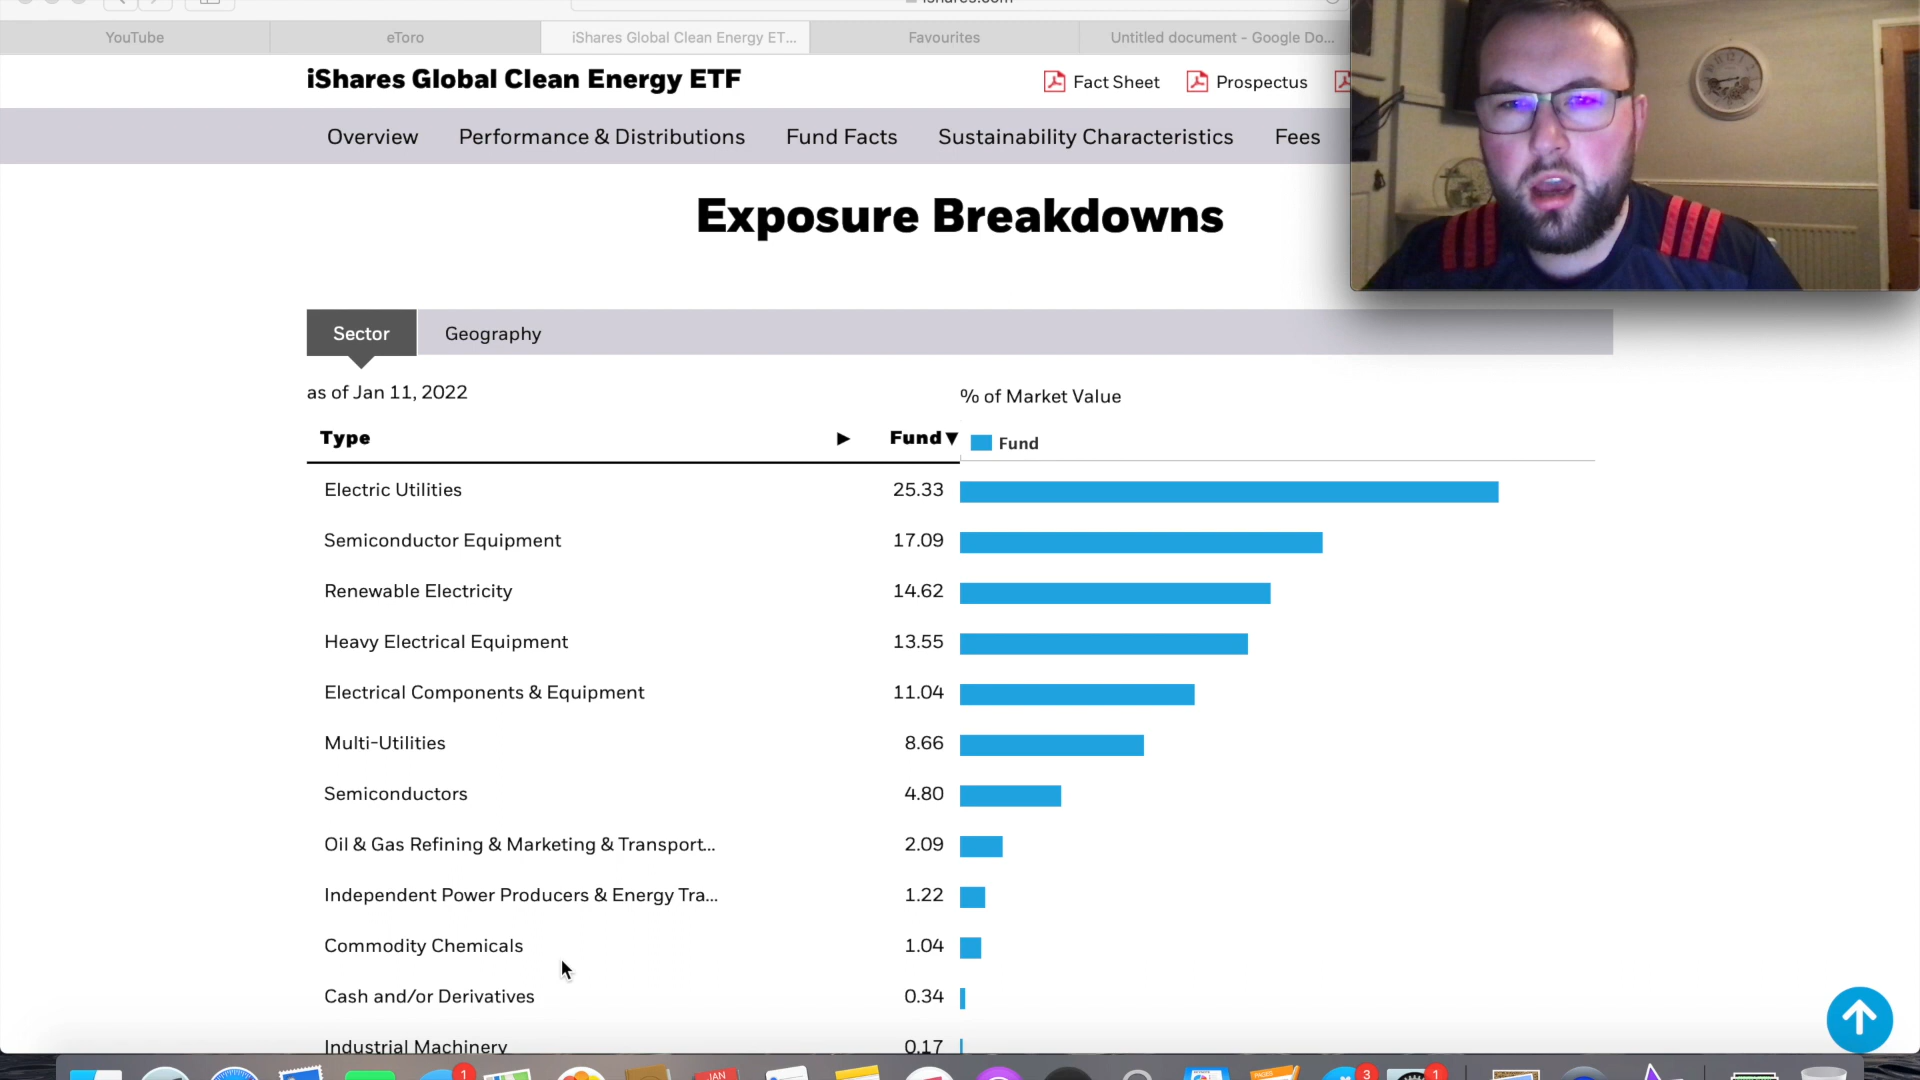 YouTube
eToro
iShares Global Clean Energy ET...
Favourites
Untitled document - Google Do...
iShares Global Clean Energy ETF
Fact Sheet
Prospectus
Overview
Performance & Distributions
Fund Facts
Sustainability Characteristics
Fees
Exposure Breakdowns
Sector
Geography
as of Jan 11, 2022
% of Market Value
Type
Fund
Fund
Electric Utilities 25.33
Semiconductor Equipment 17.09
Renewable Electricity 14.62
Heavy Electrical Equipment 13.55
Electrical Components & Equipment 11.04
Multi-Utilities 8.66
Semiconductors 4.80
Oil & Gas Refining & Marketing & Transport... 2.09
Independent Power Producers & Energy Tra... 1.22
Commodity Chemicals 1.04
Cash and/or Derivatives 0.34
Industrial Machinery 0.17
1
JAN
3
1